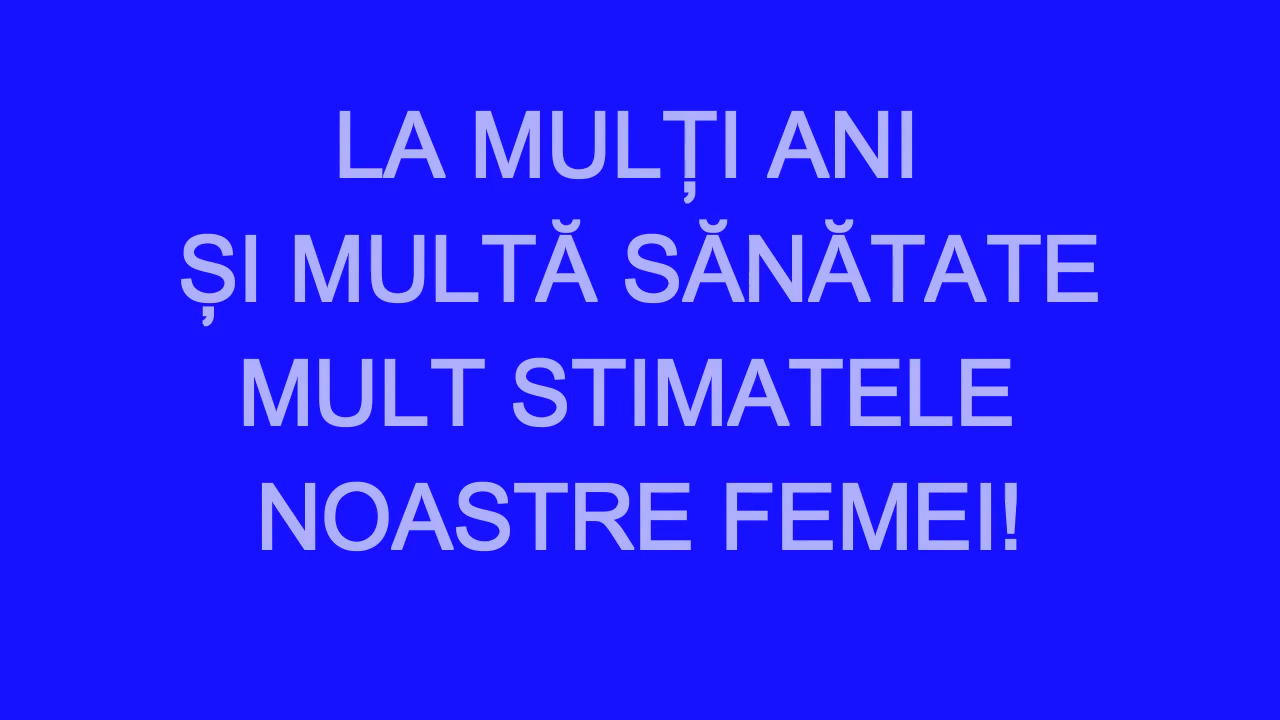 LA MULȚI ANI
ȘI MULTĂ SĂNĂTATE
MULT STIMATELE
NOASTRE FEMEI!